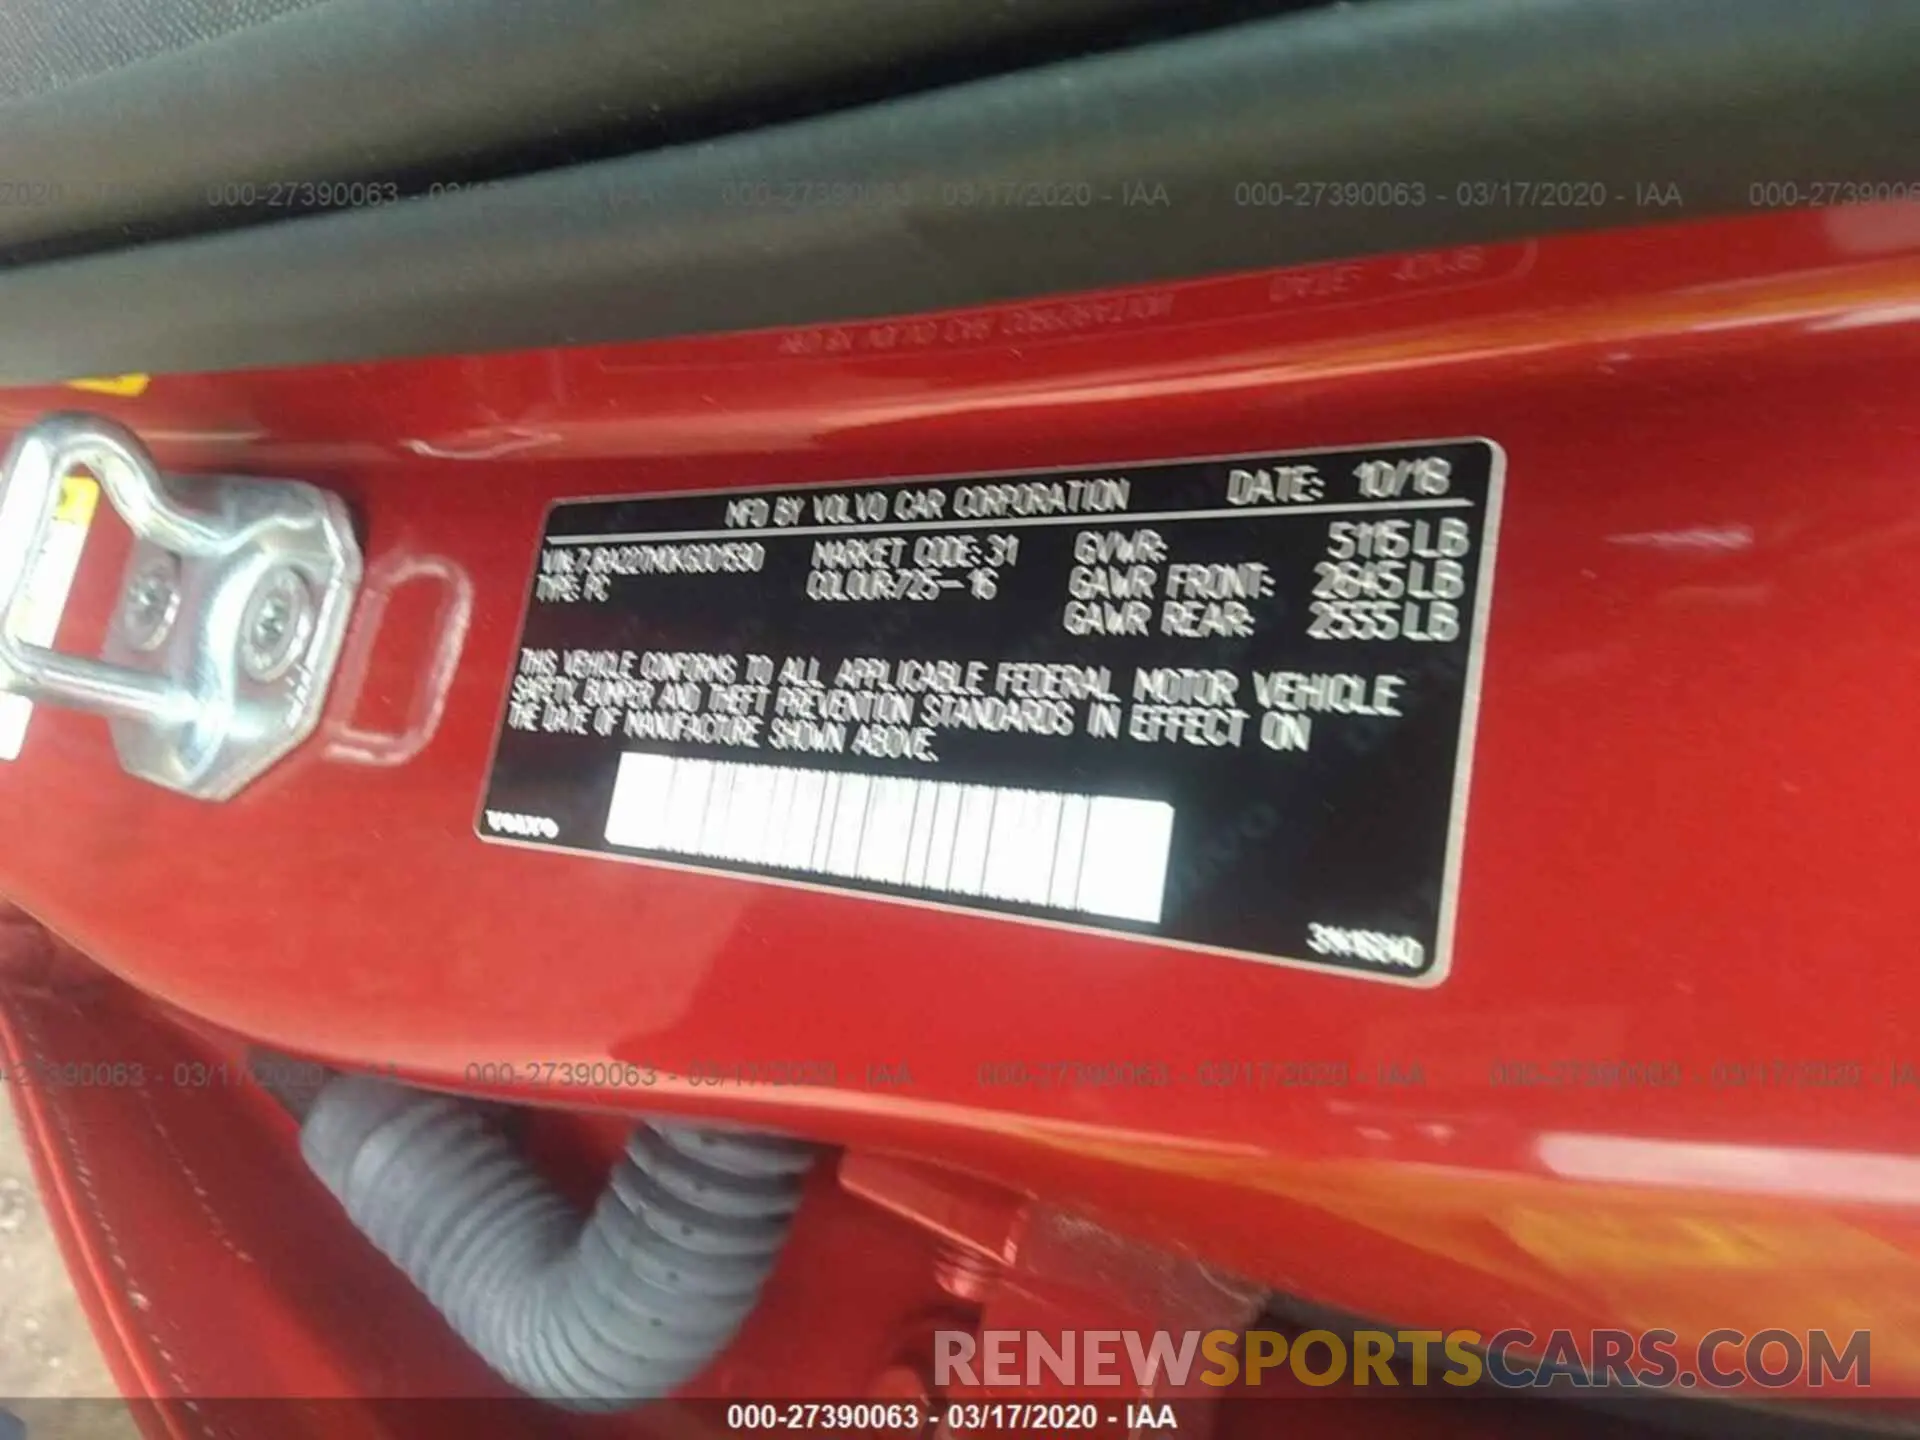 000-27390063 - 03/17/2020 - IAA
MFD BY VOLVO CAR CORPORATION DATE: 10/18
VIN: MARKET CODE: 31 GVWR: 5115 LB
TYPE: PC COLOUR: 725-16 GAWR FRONT: 2645 LB
GAWR REAR: 2555 LB
THIS VEHICLE CONFORMS TO ALL APPLICABLE FEDERAL MOTOR VEHICLE
SAFETY, BUMPER AND THEFT PREVENTION STANDARDS IN EFFECT ON
THE DATE OF MANUFACTURE SHOWN ABOVE.
VOLVO
000-27390063 - 03/17/2020 - IAA
RENEWSPORTSCARS.COM
000-27390063 - 03/17/2020 - IAA